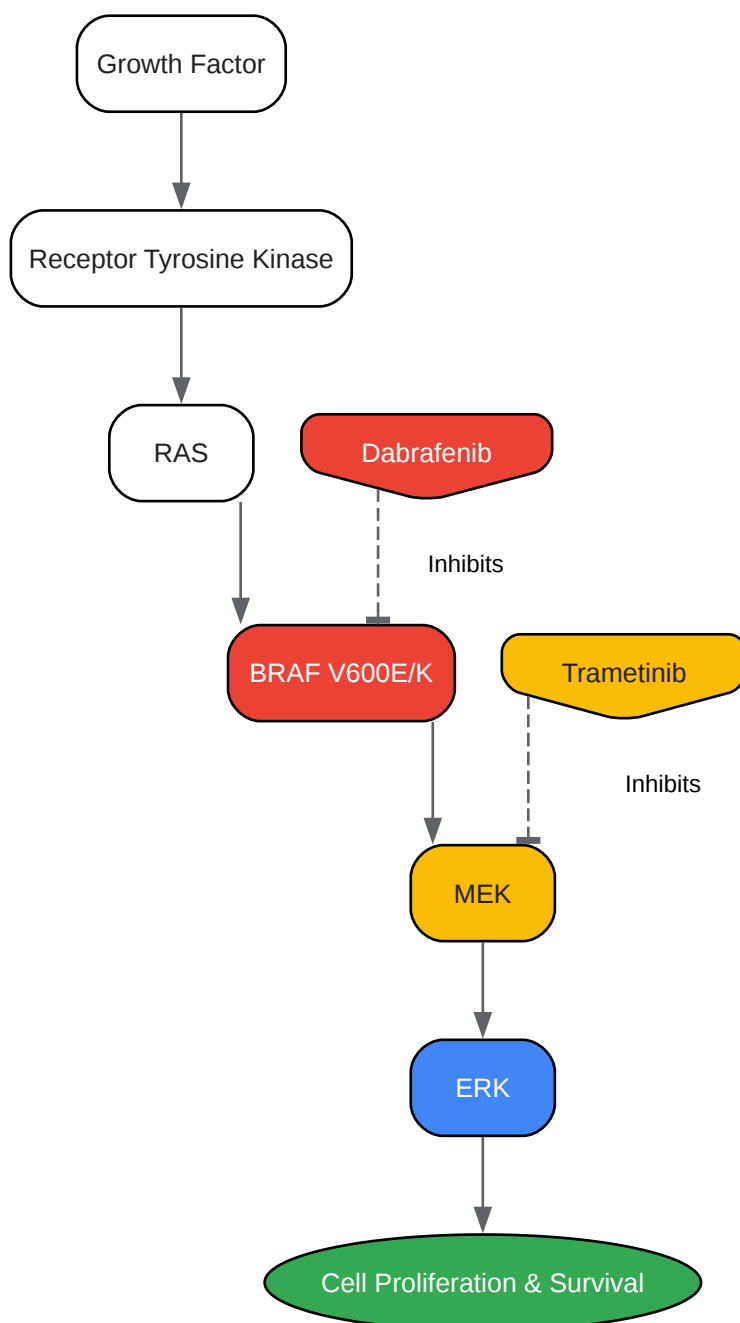 Growth Factor
Receptor Tyrosine Kinase
RAS
Dabrafenib
Inhibits
BRAF V600E/K
Trametinib
Inhibits
MEK
ERK
Cell Proliferation & Survival